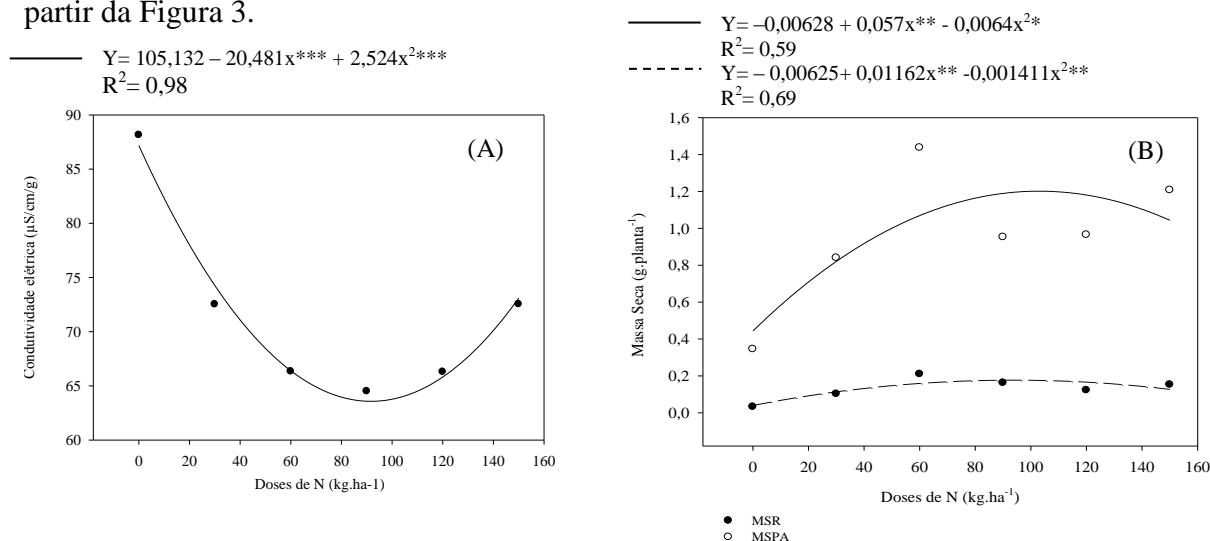 partir da Figura 3.
Y= 105,132 – 20,481x*** + 2,524x²***
R²= 0,98
90
85
80
75
70
65
60
Condutividade elétrica (µS/cm/g)
(A)
0 20 40 60 80 100 120 140 160
Doses de N (kg.ha-1)
Y= –0,00628 + 0,057x** - 0,0064x²*
R²= 0,59
Y= – 0,00625+ 0,01162x** -0,001411x²**
R²= 0,69
1,6
1,4
1,2
1,0
0,8
0,6
0,4
0,2
0,0
Massa Seca (g.planta⁻¹)
(B)
0 20 40 60 80 100 120 140 160
Doses de N (kg.ha⁻¹)
MSR
MSPA